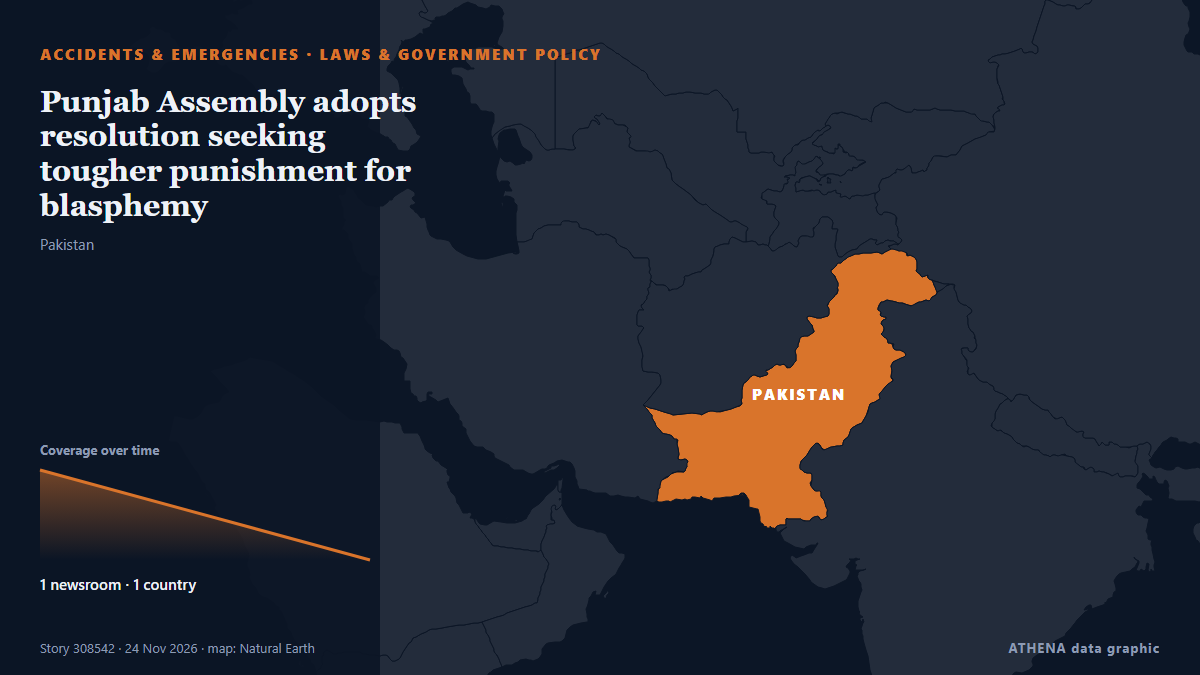 ACCIDENTS & EMERGENCIES · LAWS & GOVERNMENT POLICY
Punjab Assembly adopts
resolution seeking
tougher punishment for
blasphemy
Pakistan
PAKISTAN
Coverage over time
1 newsroom · 1 country
Story 308542 · 24 Nov 2026 · map: Natural Earth
ATHENA data graphic